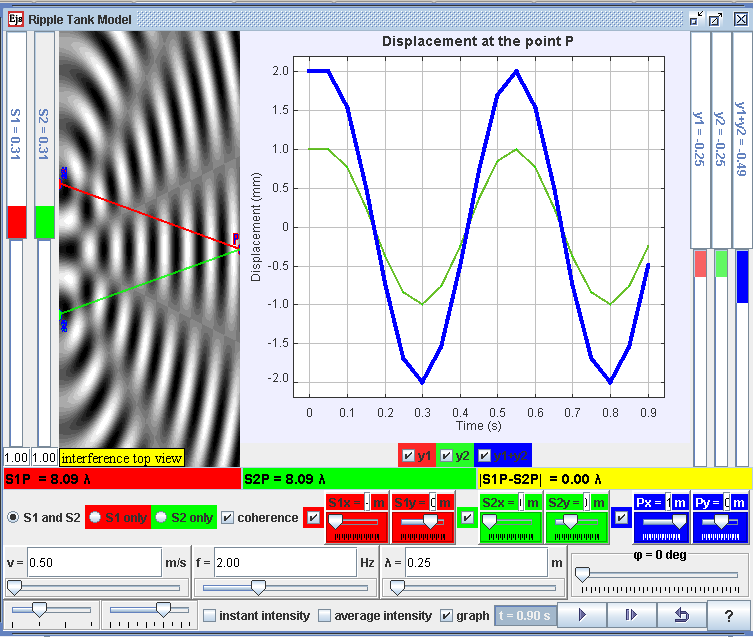 Ejs Ripple Tank Model
S1 = 0.31
S2 = 0.31
Displacement at the point P
2.0
1.5
1.0
0.5
0
-0.5
-1.0
-1.5
-2.0
Displacement (mm)
0 0.1 0.2 0.3 0.4 0.5 0.6 0.7 0.8 0.9
Time (s)
P
y1 = -0.25
y2 = -0.25
y1+y2 = -0.49
1.00 1.00 interference top view
y1 y2 y1+y2
S1P = 8.09 λ S2P = 8.09 λ |S1P-S2P| = 0.00 λ
S1 and S2 S1 only S2 only coherence
S1x = m S1y = m S2x = m S2y = m Px = 1 m Py = m
v = 0.50 m/s f = 2.00 Hz λ = 0.25 m φ = 0 deg
instant intensity average intensity graph t = 0.90 s ?